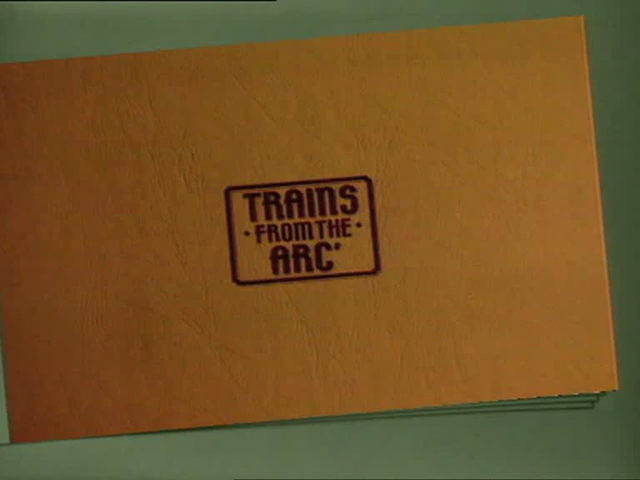 TRAINS
• FROM THE •
ARC'